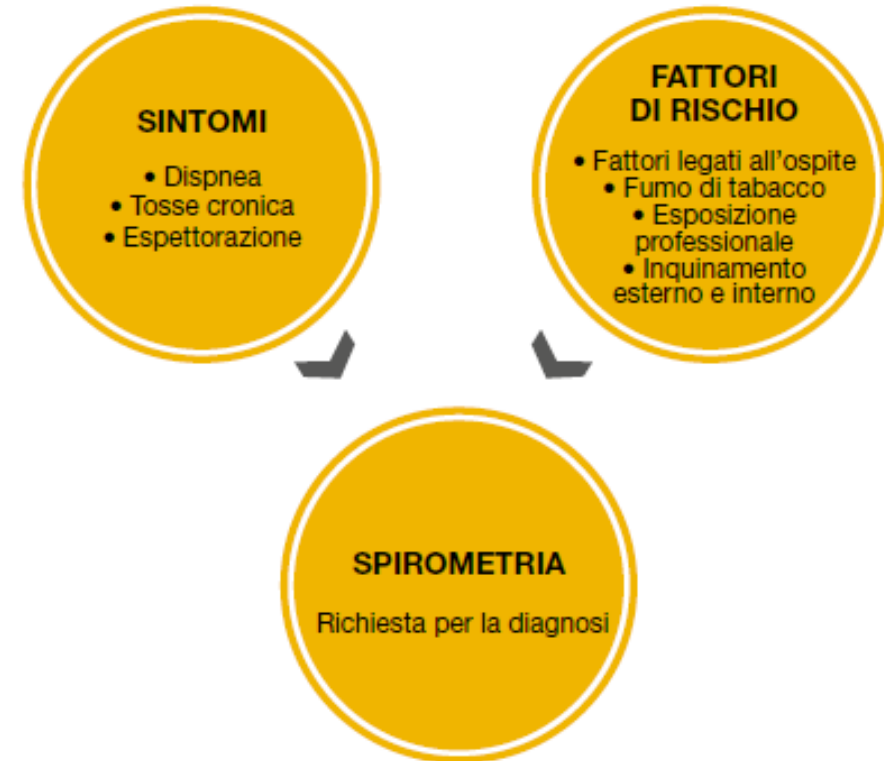 SINTOMI
• Dispnea
• Tosse cronica
• Espettorazione
FATTORI
DI RISCHIO
• Fattori legati all'ospite
• Fumo di tabacco
• Esposizione
professionale
• Inquinamento
esterno e interno
SPIROMETRIA
Richiesta per la diagnosi